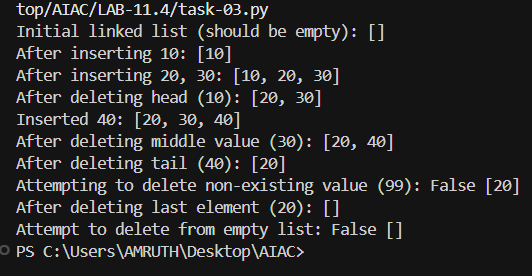 top/AIAC/LAB-11.4/task-03.py
Initial linked list (should be empty): []
After inserting 10: [10]
After inserting 20, 30: [10, 20, 30]
After deleting head (10): [20, 30]
Inserted 40: [20, 30, 40]
After deleting middle value (30): [20, 40]
After deleting tail (40): [20]
Attempting to delete non-existing value (99): False [20]
After deleting last element (20): []
Attempt to delete from empty list: False []
PS C:\Users\AMRUTH\Desktop\AIAC>